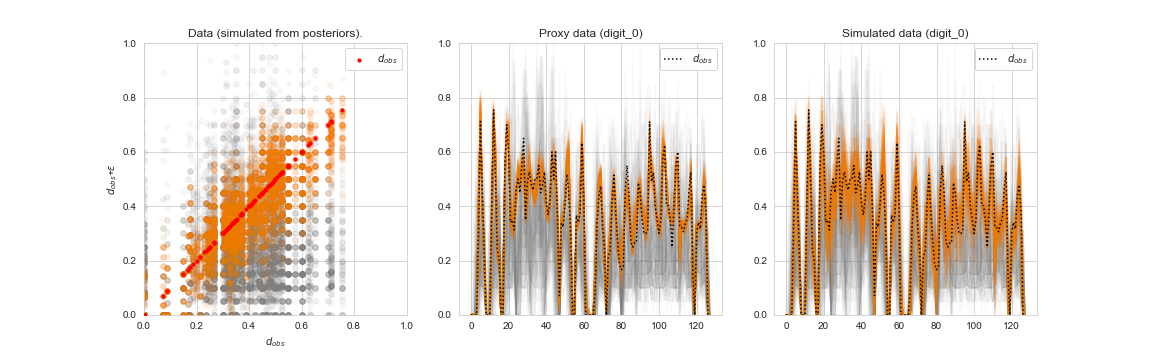 Data (simulated from posteriors).
d_obs
1.0
0.8
0.6
0.4
0.2
0.0
d_obs+ε
0.0 0.2 0.4 0.6 0.8 1.0
d_obs
Proxy data (digit_0)
d_obs
1.0
0.8
0.6
0.4
0.2
0.0
0 20 40 60 80 100 120
Simulated data (digit_0)
d_obs
1.0
0.8
0.6
0.4
0.2
0.0
0 20 40 60 80 100 120